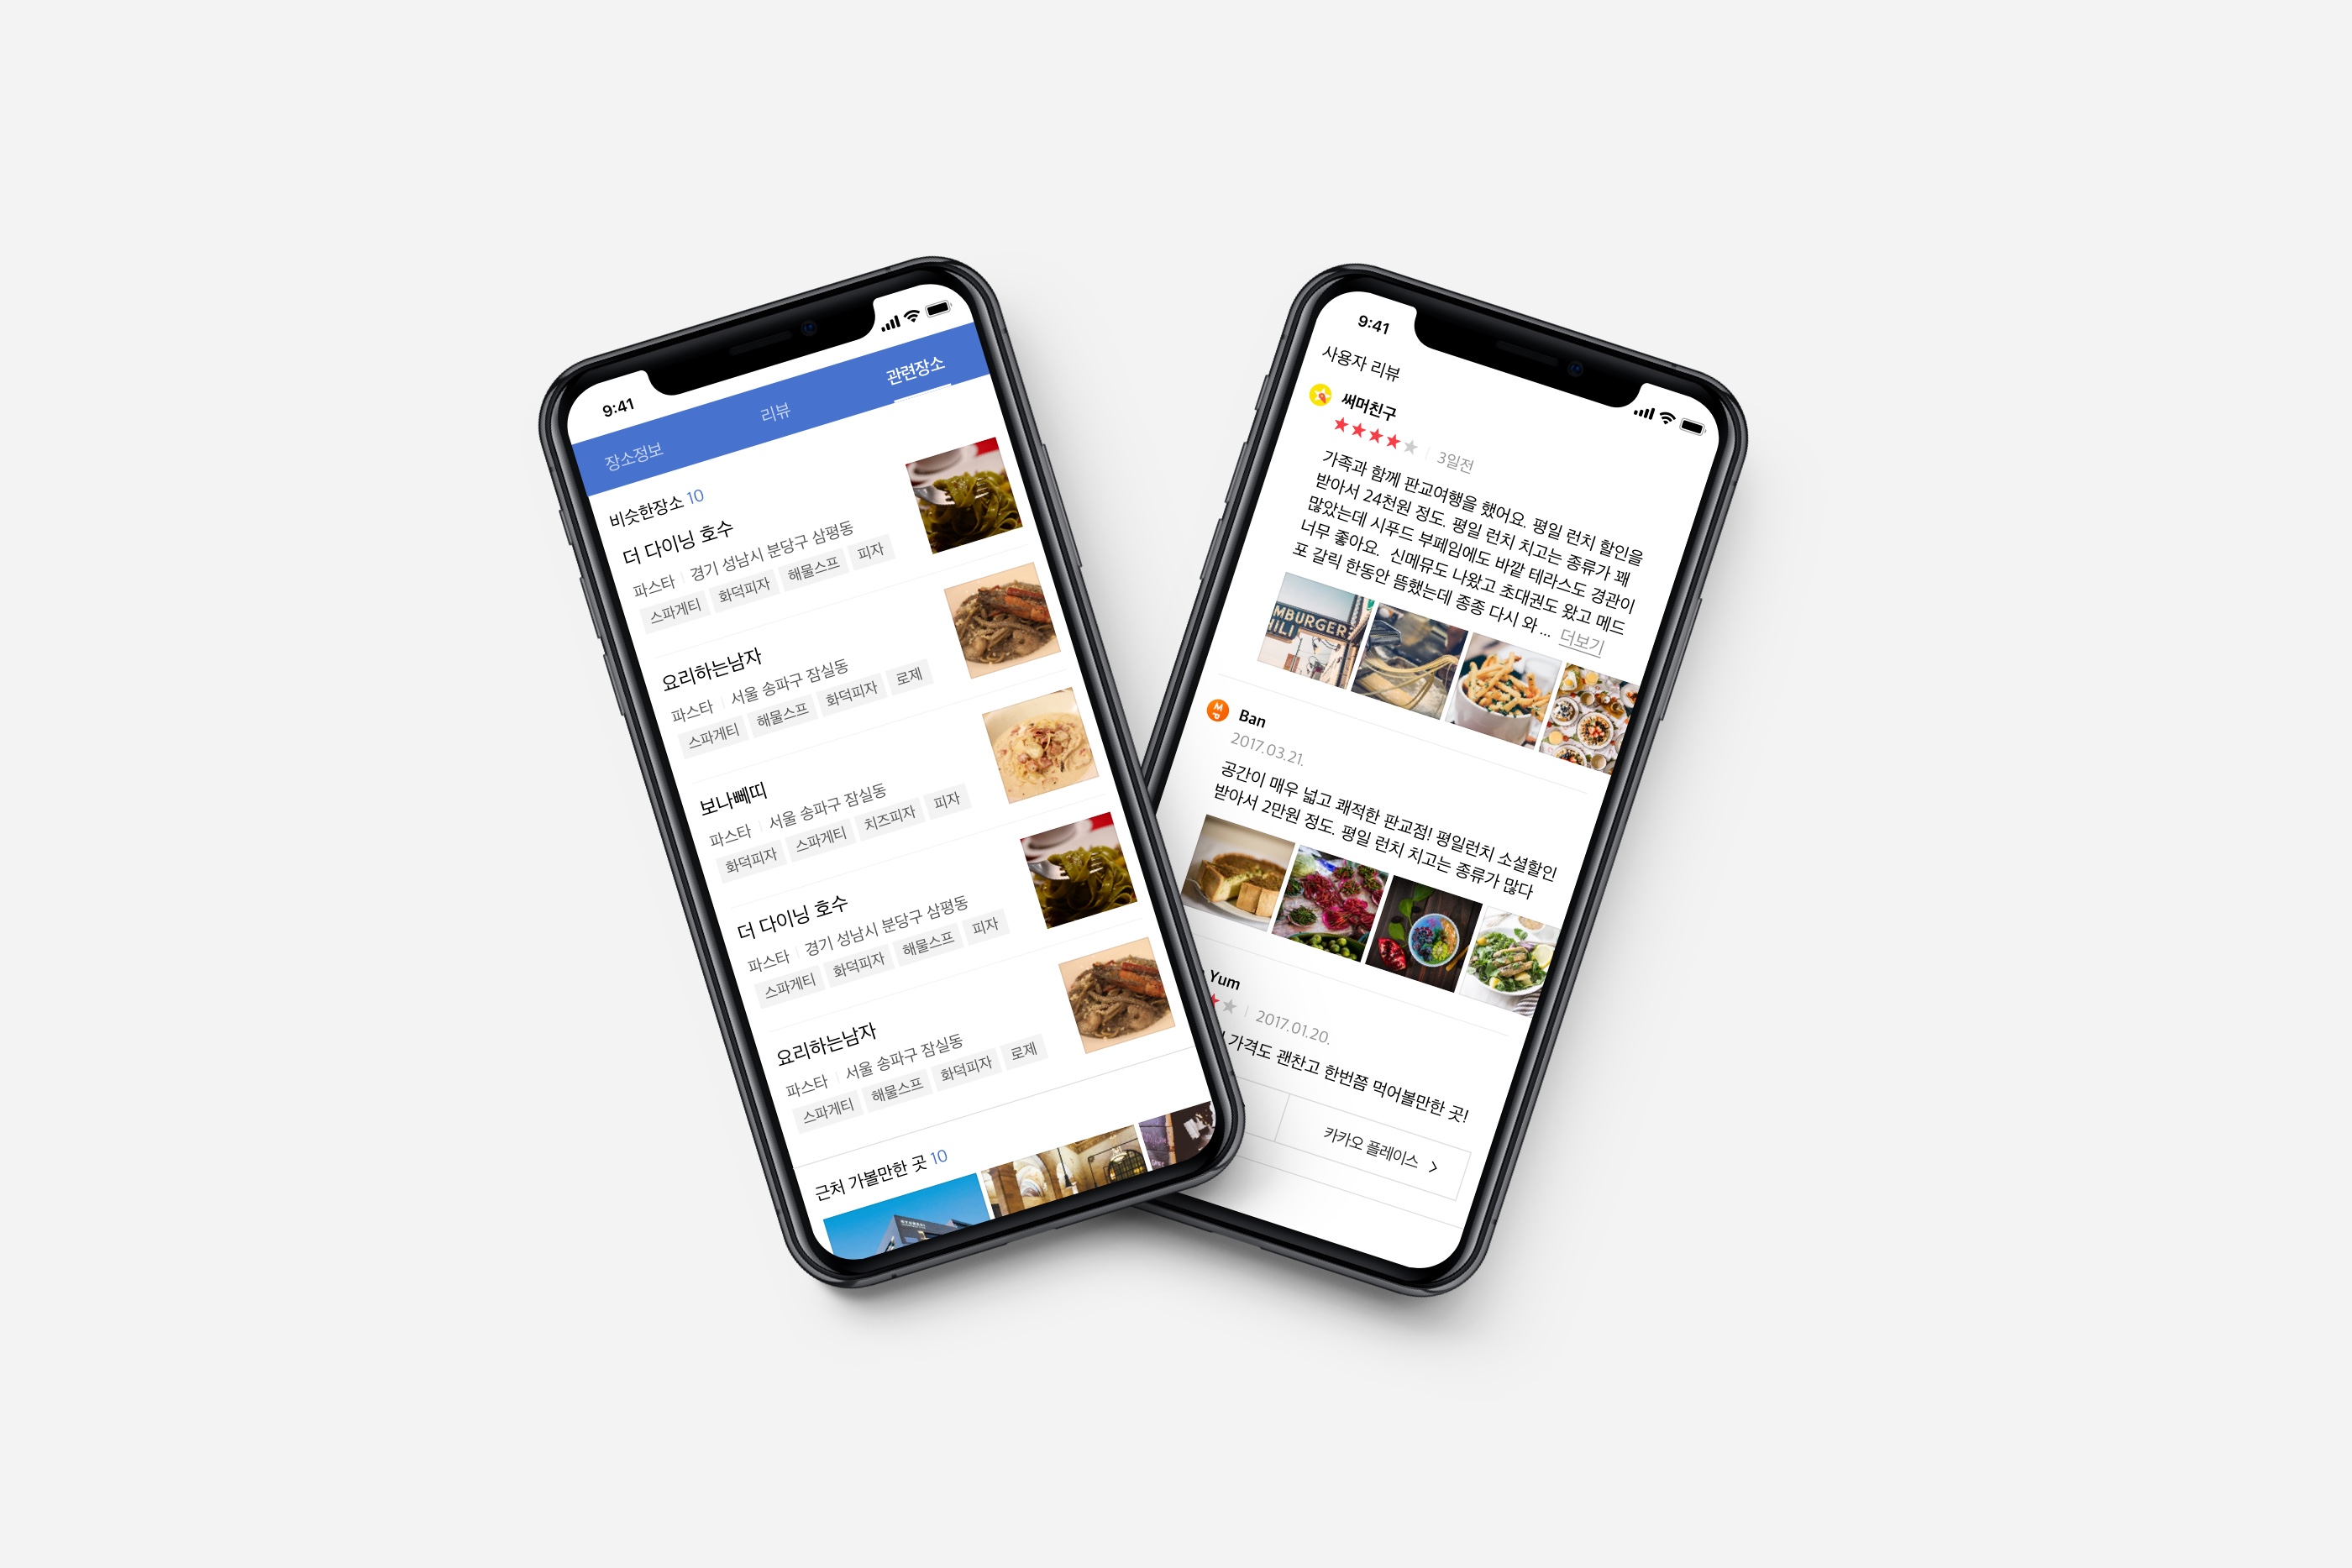 9:41
장소정보
리뷰
관련장소
비슷한장소 10
더 다이닝 호수
파스타 | 경기 성남시 분당구 삼평동
스파게티 화덕피자 해물스프 피자
요리하는남자
파스타 | 서울 송파구 잠실동
스파게티 해물스프 화덕피자 로제
보나뻬띠
파스타 | 서울 송파구 잠실동
화덕피자 스파게티 치즈피자 피자
더 다이닝 호수
파스타 | 경기 성남시 분당구 삼평동
스파게티 화덕피자 해물스프 피자
요리하는남자
파스타 | 서울 송파구 잠실동
스파게티 해물스프 화덕피자 로제
근처 가볼만한 곳 10
9:41
사용자 리뷰
써머친구
3일전
가족과 함께 판교여행을 했어요. 평일 런치 할인을
받아서 24천원 정도. 평일 런치 치고는 종류가 꽤
많았는데 시푸드 부페임에도 바깥 테라스도 경관이
너무 좋아요. 신메뮤도 나왔고 초대권도 왔고 메드
포 갈릭 한동안 뜸했는데 종종 다시 와 ... 더보기
MBURGER
HILI
Ban
2017.03.21.
공간이 매우 넓고 쾌적한 판교점! 평일런치 소셜할인
받아서 2만원 정도. 평일 런치 치고는 종류가 많다
Yum
2017.01.20.
가격도 괜찬고 한번쯤 먹어볼만한 곳!
카카오 플레이스 >